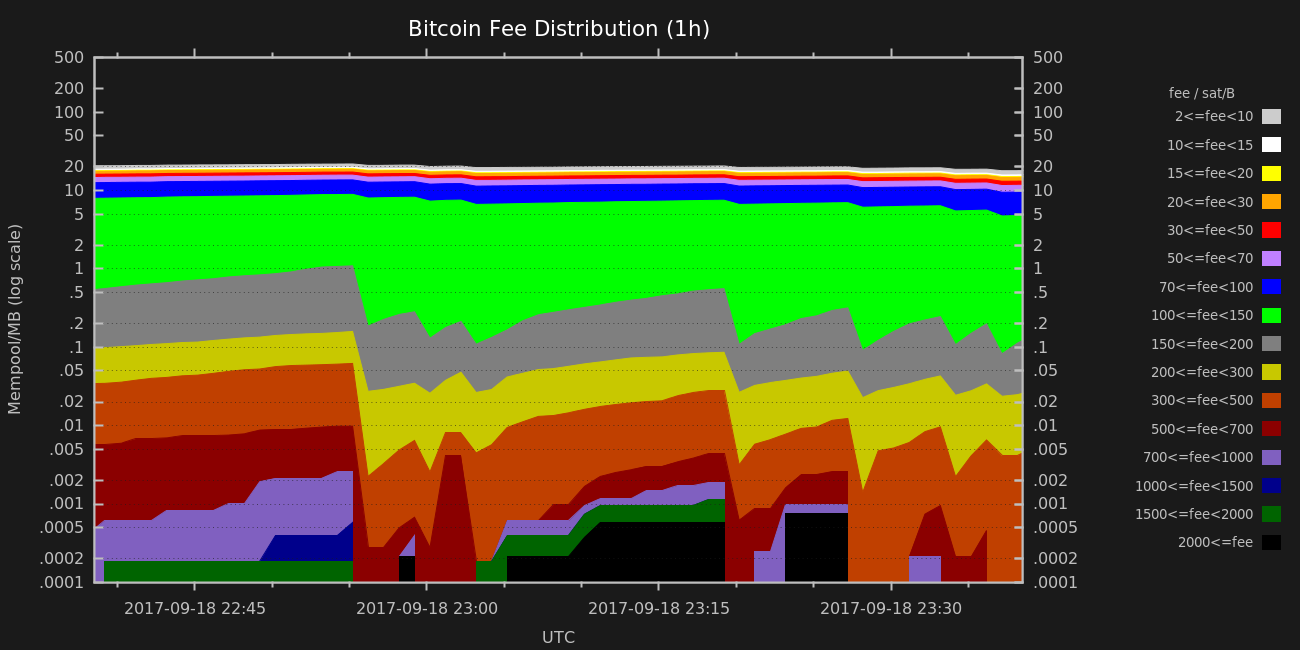 Bitcoin Fee Distribution (1h)
500
200
100
50
20
10
5
2
1
.5
.2
.1
.05
.02
.01
.005
.002
.001
.0005
.0002
.0001
Mempool/MB (log scale)
500
200
100
50
20
10
5
2
1
.5
.2
.1
.05
.02
.01
.005
.002
.001
.0005
.0002
.0001
2017-09-18 22:45
2017-09-18 23:00
2017-09-18 23:15
2017-09-18 23:30
UTC
fee / sat/B
2<=fee<10
10<=fee<15
15<=fee<20
20<=fee<30
30<=fee<50
50<=fee<70
70<=fee<100
100<=fee<150
150<=fee<200
200<=fee<300
300<=fee<500
500<=fee<700
700<=fee<1000
1000<=fee<1500
1500<=fee<2000
2000<=fee